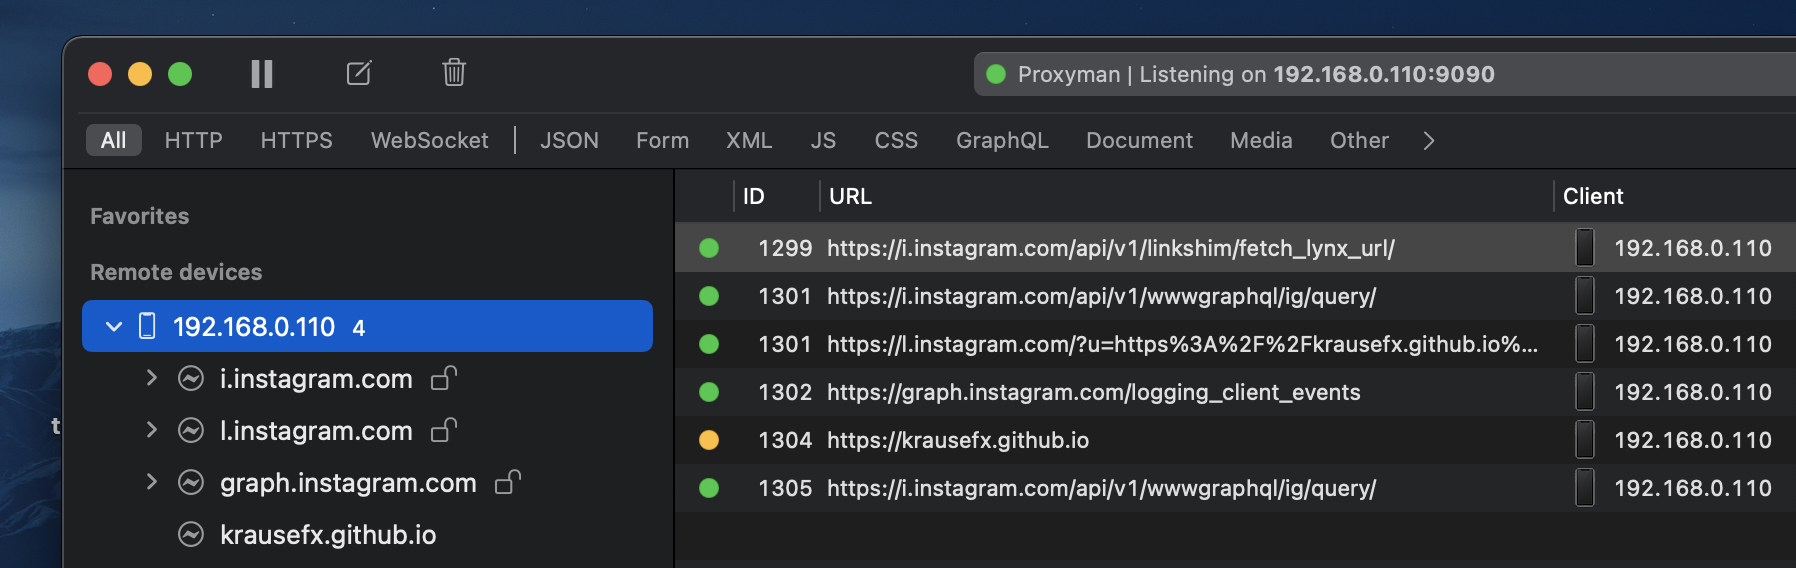 Proxyman | Listening on 192.168.0.110:9090
All HTTP HTTPS WebSocket JSON Form XML JS CSS GraphQL Document Media Other
Favorites
Remote devices
192.168.0.110 4
i.instagram.com
l.instagram.com
graph.instagram.com
krausefx.github.io
t
ID URL Client
1299 https://i.instagram.com/api/v1/linkshim/fetch_lynx_url/ 192.168.0.110
1301 https://i.instagram.com/api/v1/wwwgraphql/ig/query/ 192.168.0.110
1301 https://l.instagram.com/?u=https%3A%2F%2Fkrausefx.github.io%... 192.168.0.110
1302 https://graph.instagram.com/logging_client_events 192.168.0.110
1304 https://krausefx.github.io 192.168.0.110
1305 https://i.instagram.com/api/v1/wwwgraphql/ig/query/ 192.168.0.110